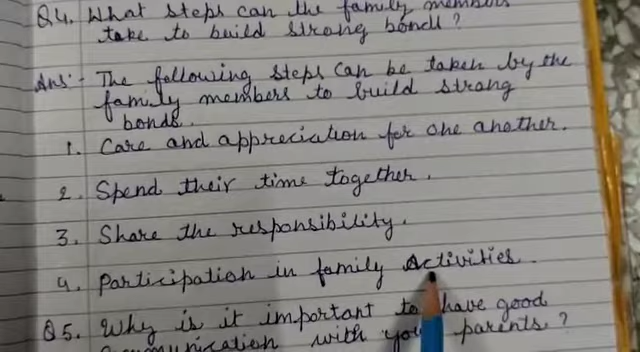 Q4. What steps can the family members
take to build strong bond?
Ans:- The following steps can be taken by the
family members to build strang
bonds.
1. Care and appreciation for one another.
2. Spend their time together.
3. Share the responsibility.
4. Participation in family Activities.
Q5. Why is it important to have good
Communication with your parents?